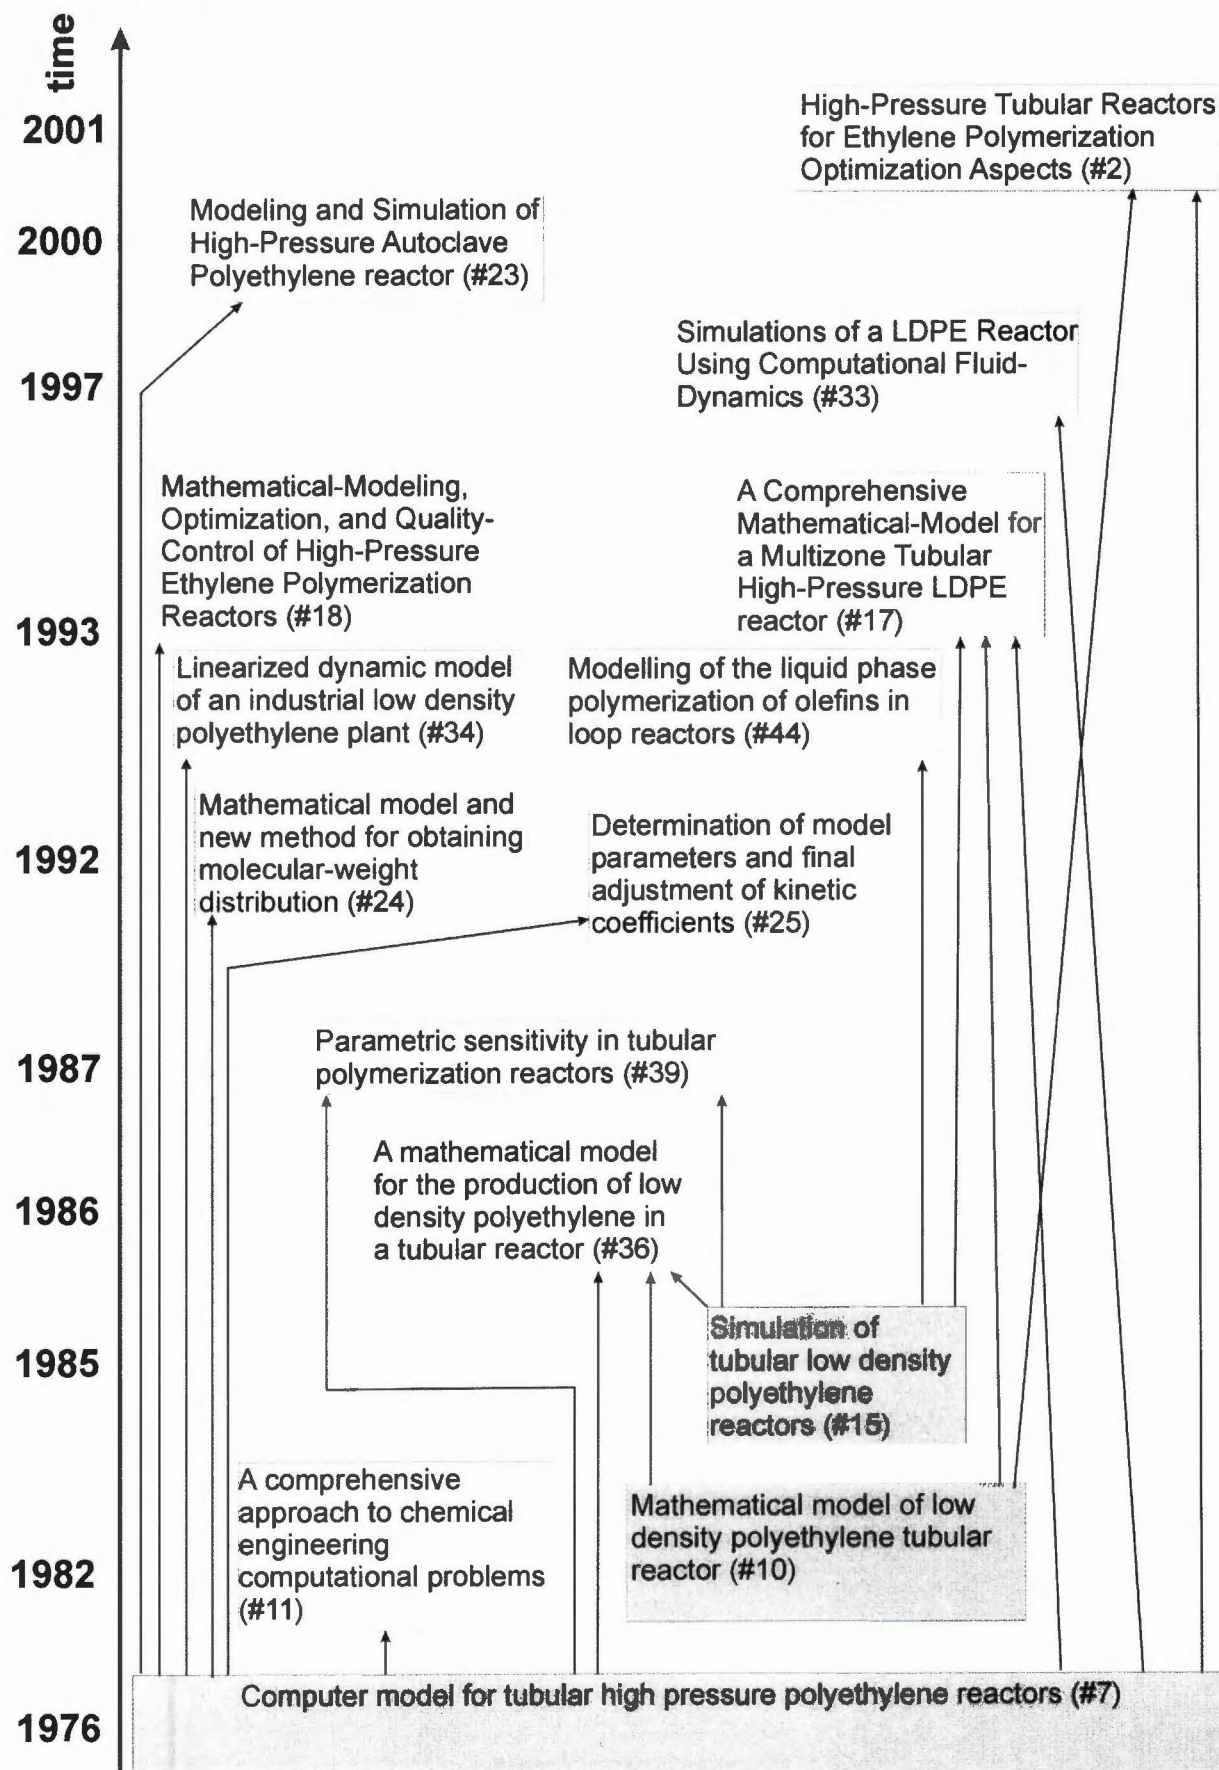 time
2001
High-Pressure Tubular Reactors
for Ethylene Polymerization
Optimization Aspects (#2)
2000
Modeling and Simulation of
High-Pressure Autoclave
Polyethylene reactor (#23)
1997
Simulations of a LDPE Reactor
Using Computational Fluid-
Dynamics (#33)
1993
Mathematical-Modeling,
Optimization, and Quality-
Control of High-Pressure
Ethylene Polymerization
Reactors (#18)
A Comprehensive
Mathematical-Model for
a Multizone Tubular
High-Pressure LDPE
reactor (#17)
Linearized dynamic model
of an industrial low density
polyethylene plant (#34)
Modelling of the liquid phase
polymerization of olefins in
loop reactors (#44)
1992
Mathematical model and
new method for obtaining
molecular-weight
distribution (#24)
Determination of model
parameters and final
adjustment of kinetic
coefficients (#25)
1987
Parametric sensitivity in tubular
polymerization reactors (#39)
1986
A mathematical model
for the production of low
density polyethylene in
a tubular reactor (#36)
1985
Simulation of
tubular low density
polyethylene
reactors (#15)
1982
A comprehensive
approach to chemical
engineering
computational problems
(#11)
Mathematical model of low
density polyethylene tubular
reactor (#10)
1976
Computer model for tubular high pressure polyethylene reactors (#7)